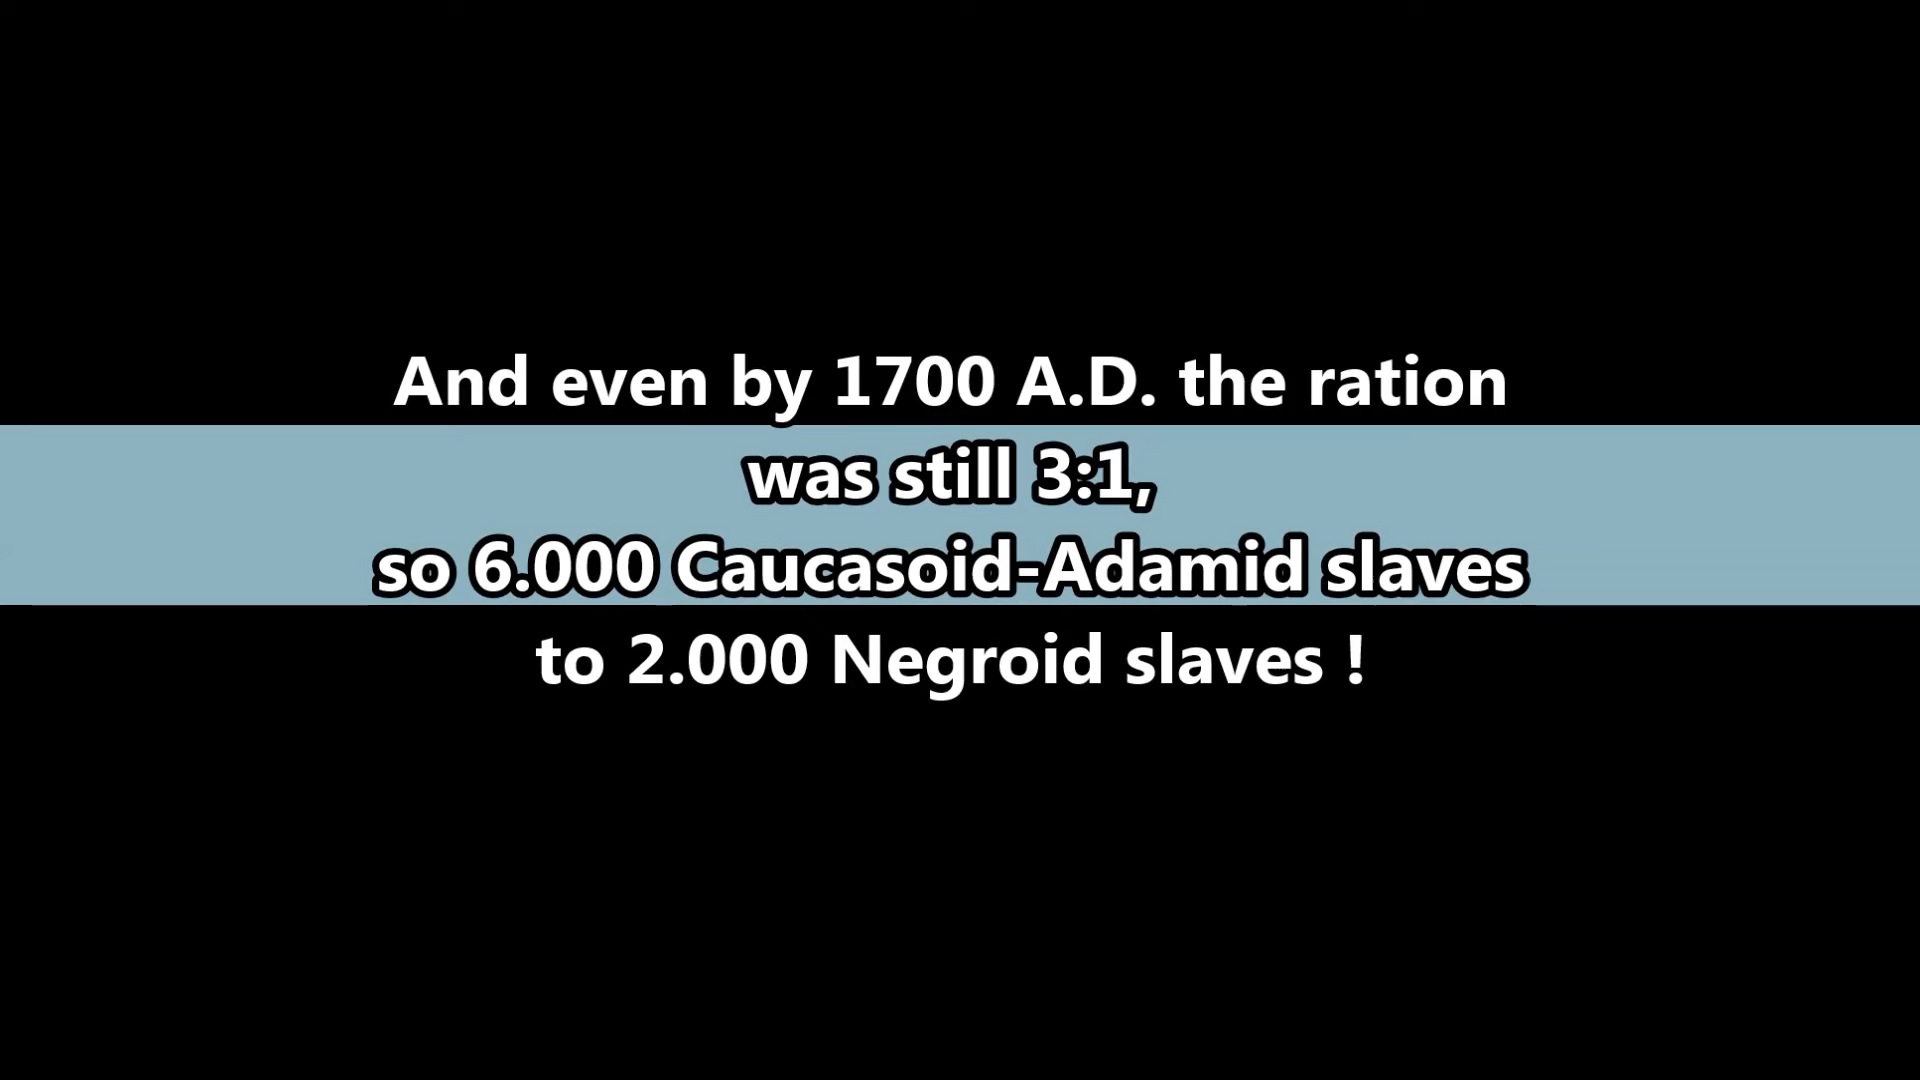 And even by 1700 A.D. the ration
was still 3:1,
so 6.000 Caucasoid-Adamid slaves
to 2.000 Negroid slaves !